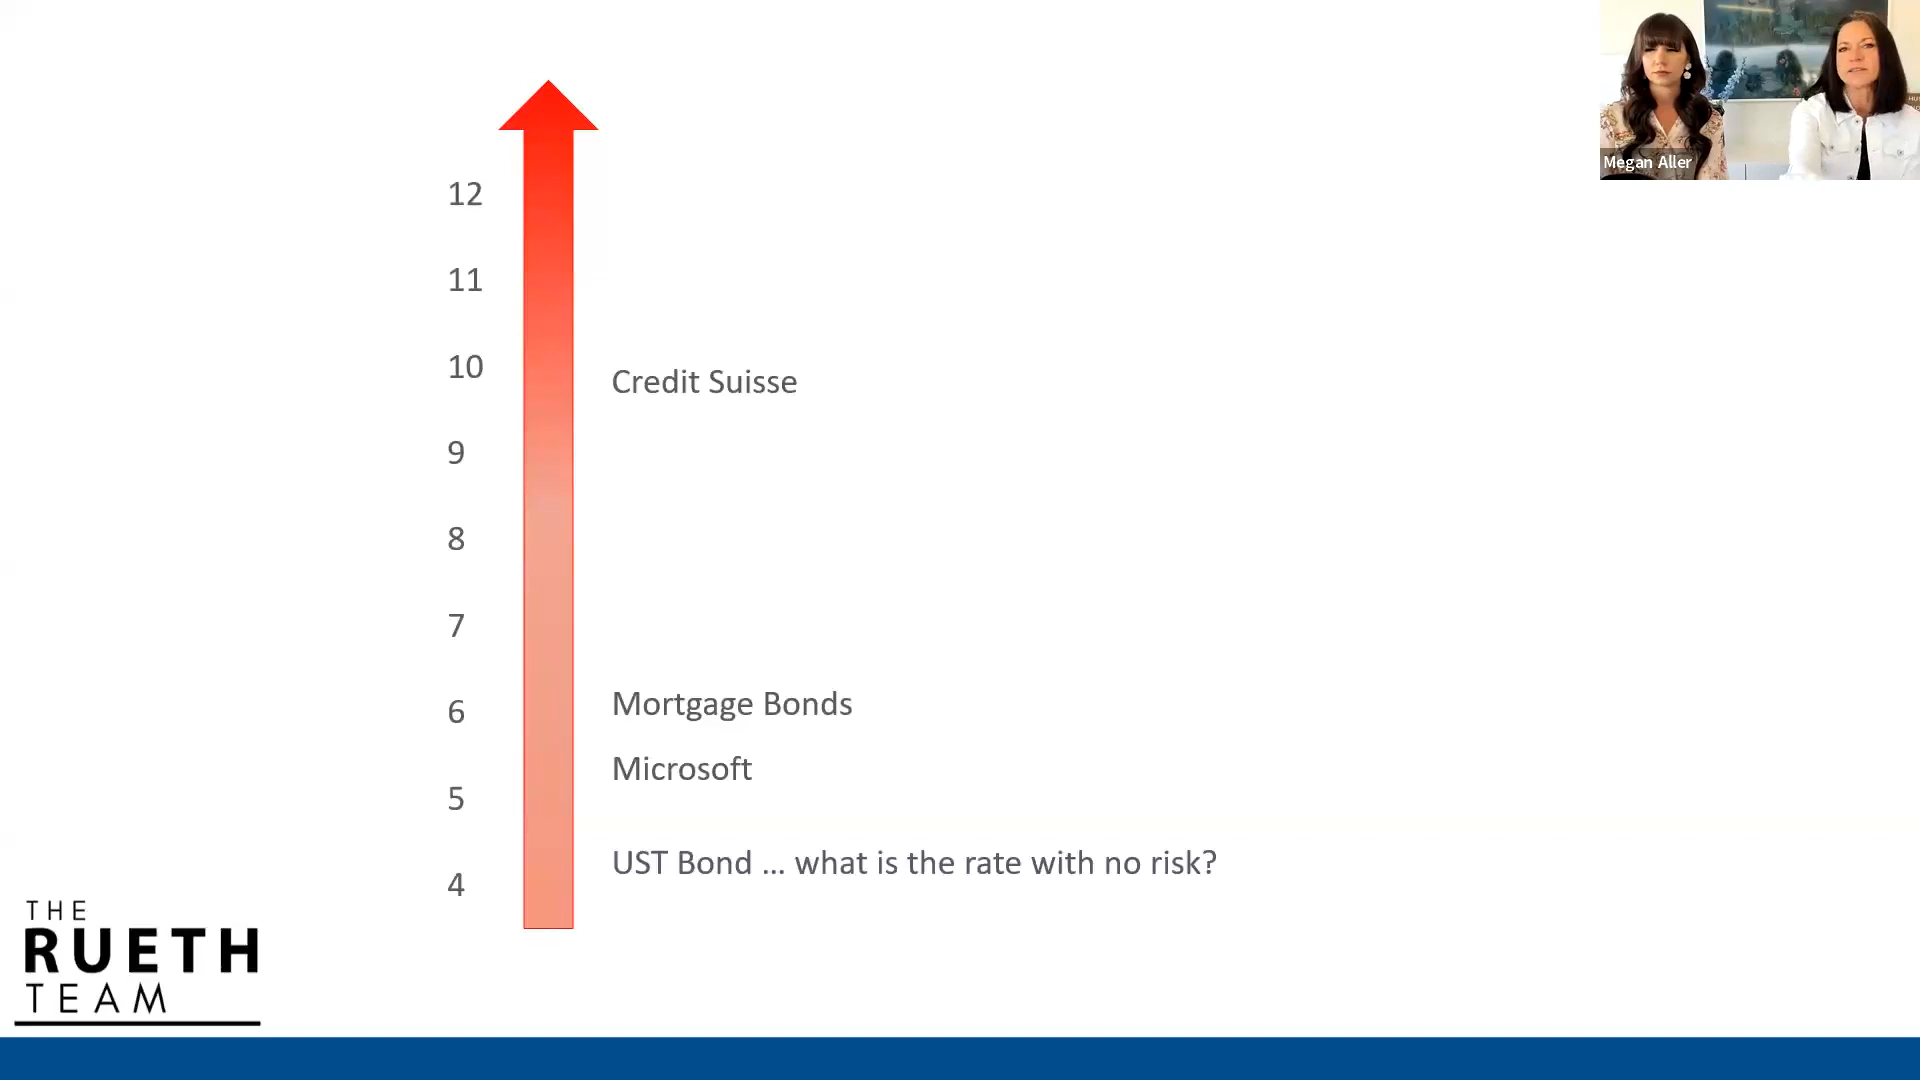 12
11
10
Credit Suisse
9
8
7
6
Mortgage Bonds
Microsoft
5
UST Bond ... what is the rate with no risk?
4
THE
RUETH
TEAM
Megan Aller